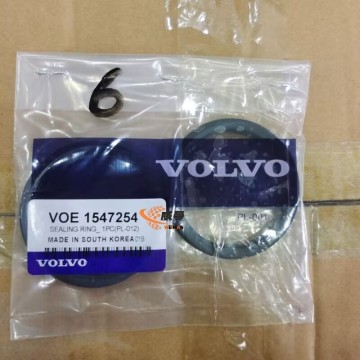 6
VOLVO
VOE 1547254
SEALING RING_ 1PC(PL-012)
MADE IN SOUTH KOREA
VOLVO